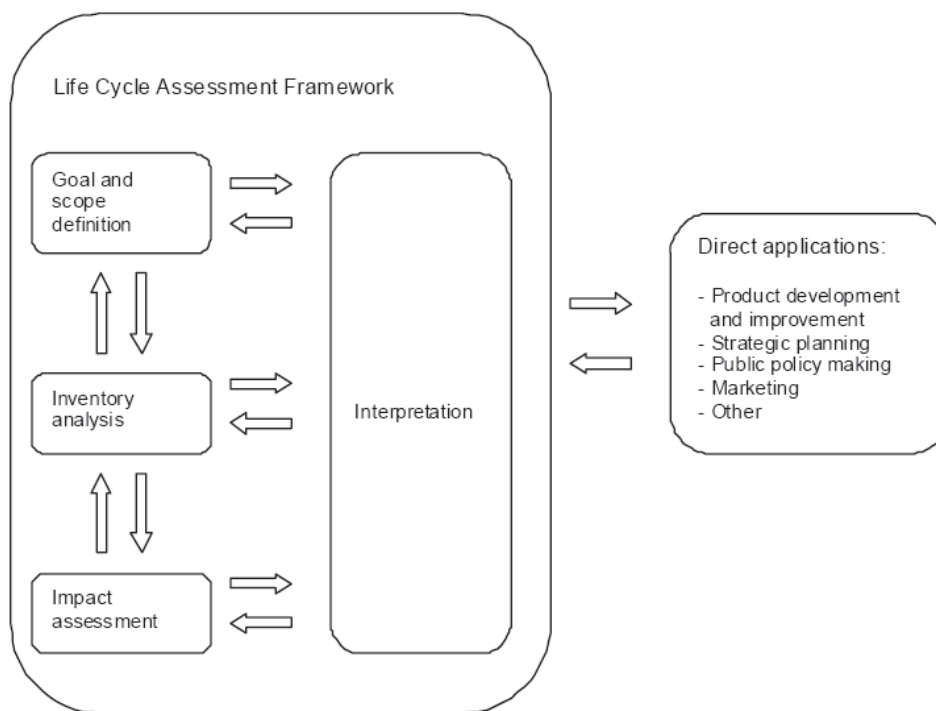 Life Cycle Assessment Framework
Goal and
scope
definition
Inventory
analysis
Impact
assessment
Interpretation
Direct applications:
- Product development
and improvement
- Strategic planning
- Public policy making
- Marketing
- Other